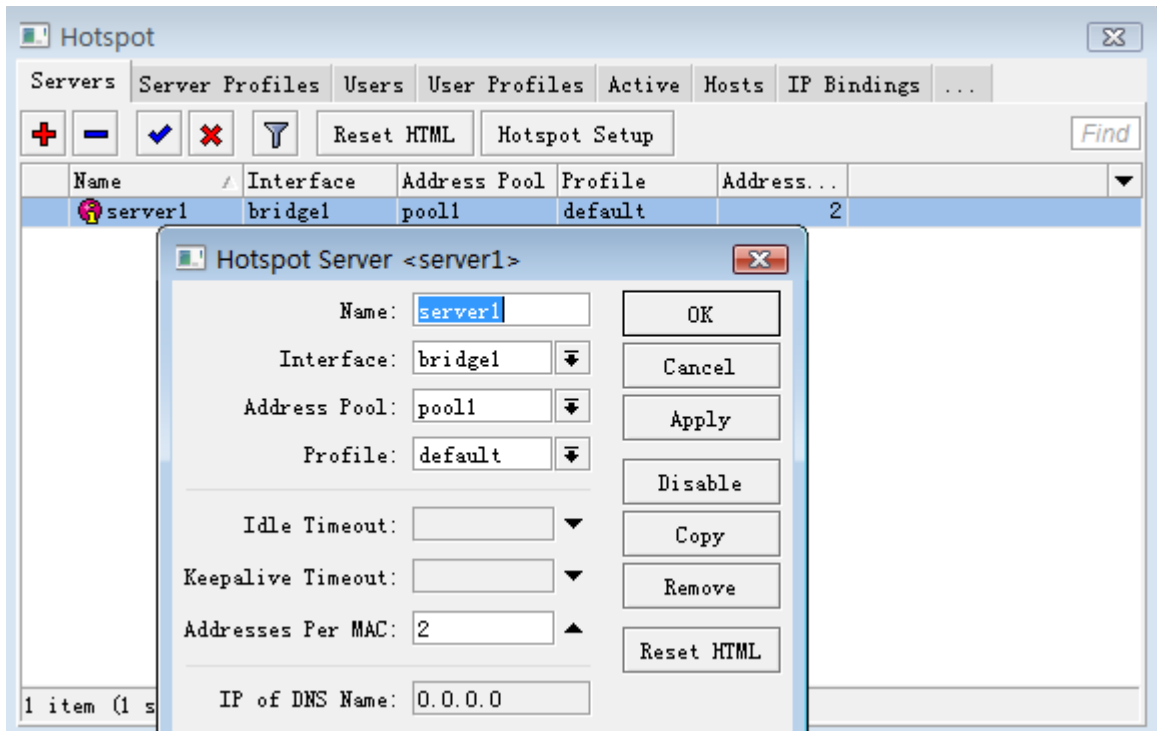 Hotspot
Servers Server Profiles Users User Profiles Active Hosts IP Bindings ...
Reset HTML Hotspot Setup Find
Name Interface Address Pool Profile Address...
server1 bridge1 pool1 default 2
Hotspot Server <server1>
Name: server1 OK
Interface: bridge1 Cancel
Address Pool: pool1 Apply
Profile: default
Disable
Idle Timeout: Copy
Keepalive Timeout: Remove
Addresses Per MAC: 2
Reset HTML
IP of DNS Name: 0.0.0.0
1 item (1 s